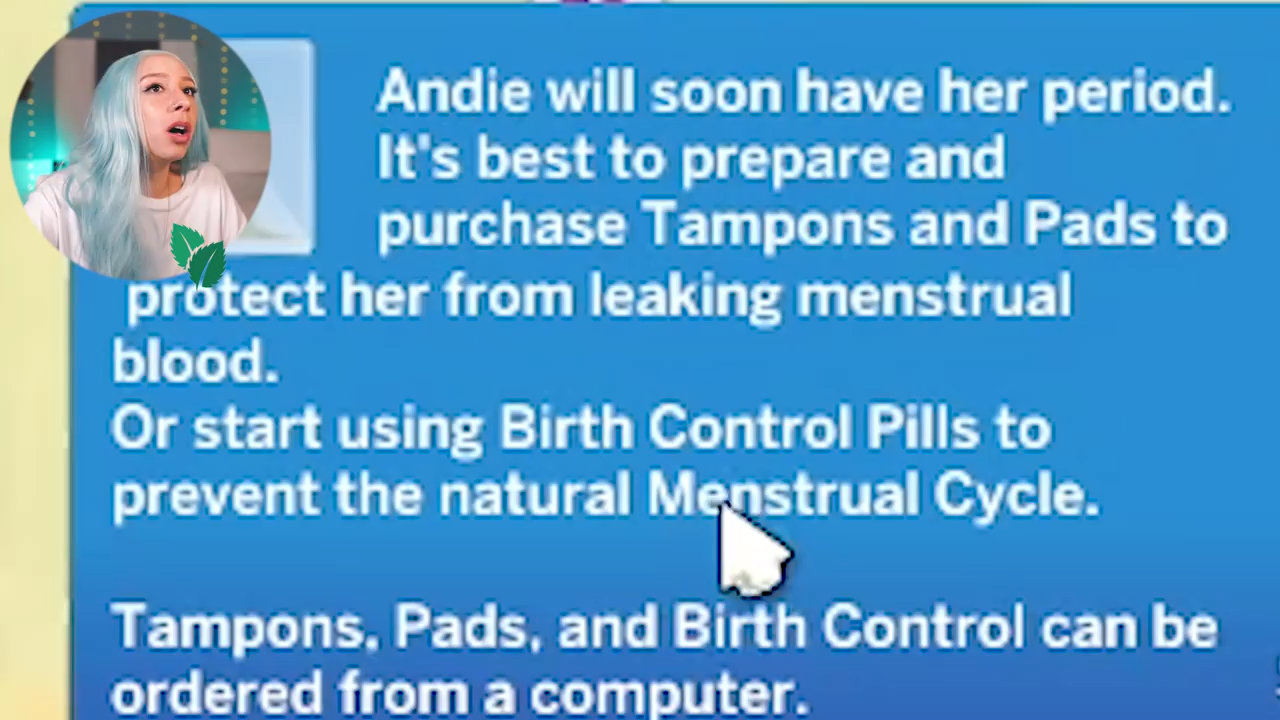 Andie will soon have her period.
It's best to prepare and
purchase Tampons and Pads to
protect her from leaking menstrual
blood.
Or start using Birth Control Pills to
prevent the natural Menstrual Cycle.
Tampons, Pads, and Birth Control can be
ordered from a computer.